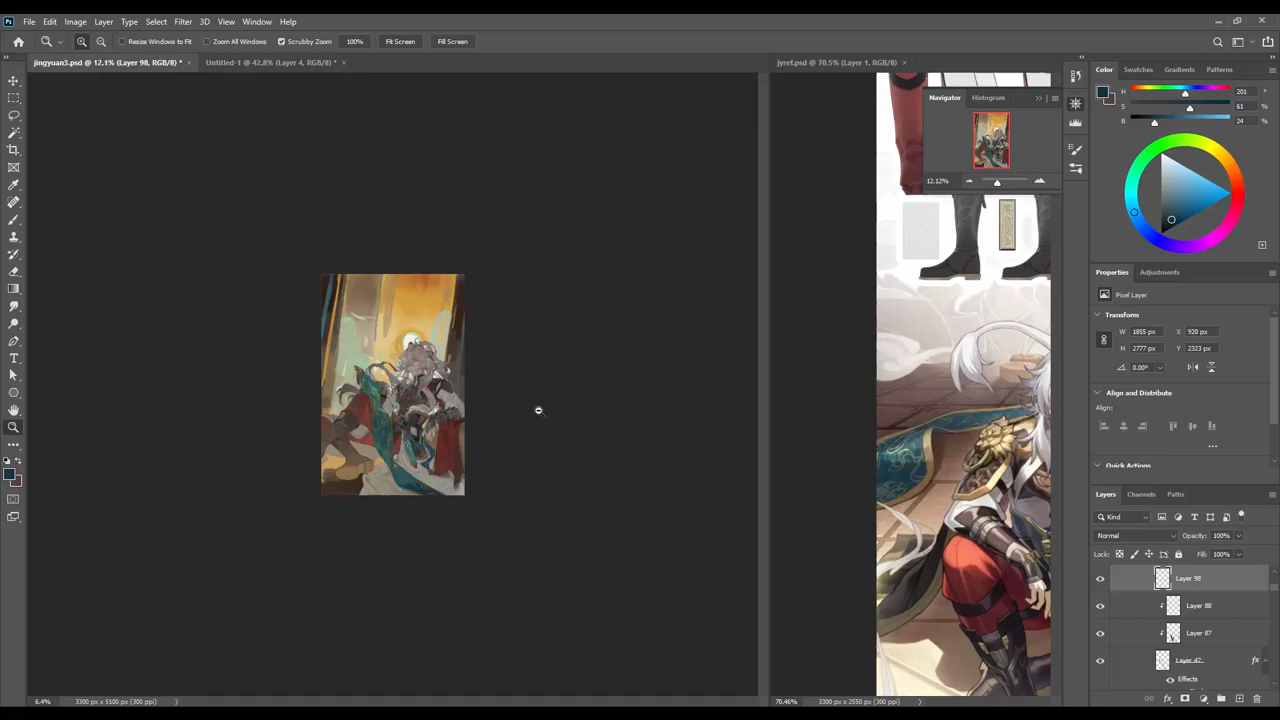 Ps File Edit Image Layer Type Select Filter 3D View Window Help
Resize Windows to Fit Zoom All Windows Scrubby Zoom 100% Fit Screen Fill Screen
jingyuan3.psd @ 12.1% (Layer 98, RGB/8) * × Untitled-1 @ 42.8% (Layer 4, RGB/8) * × jyref.psd @ 70.5% (Layer 1, RGB/8) ×
Color Swatches Gradients Patterns
H 201 °
S 61 %
B 24 %
Navigator Histogram
12.12%
Properties Adjustments
Pixel Layer
Transform
W 1855 px X 920 px
H 2777 px Y 2323 px
0.00°
Align and Distribute
Align:
Quick Actions
Layers Channels Paths
Kind
Normal Opacity: 100%
Lock: Fill: 100%
Layer 98
Layer 88
Layer 87
Layer 47 fx
Effects
6.4% 3300 px x 5100 px (300 ppi) 70.46% 3300 px x 2550 px (300 ppi)